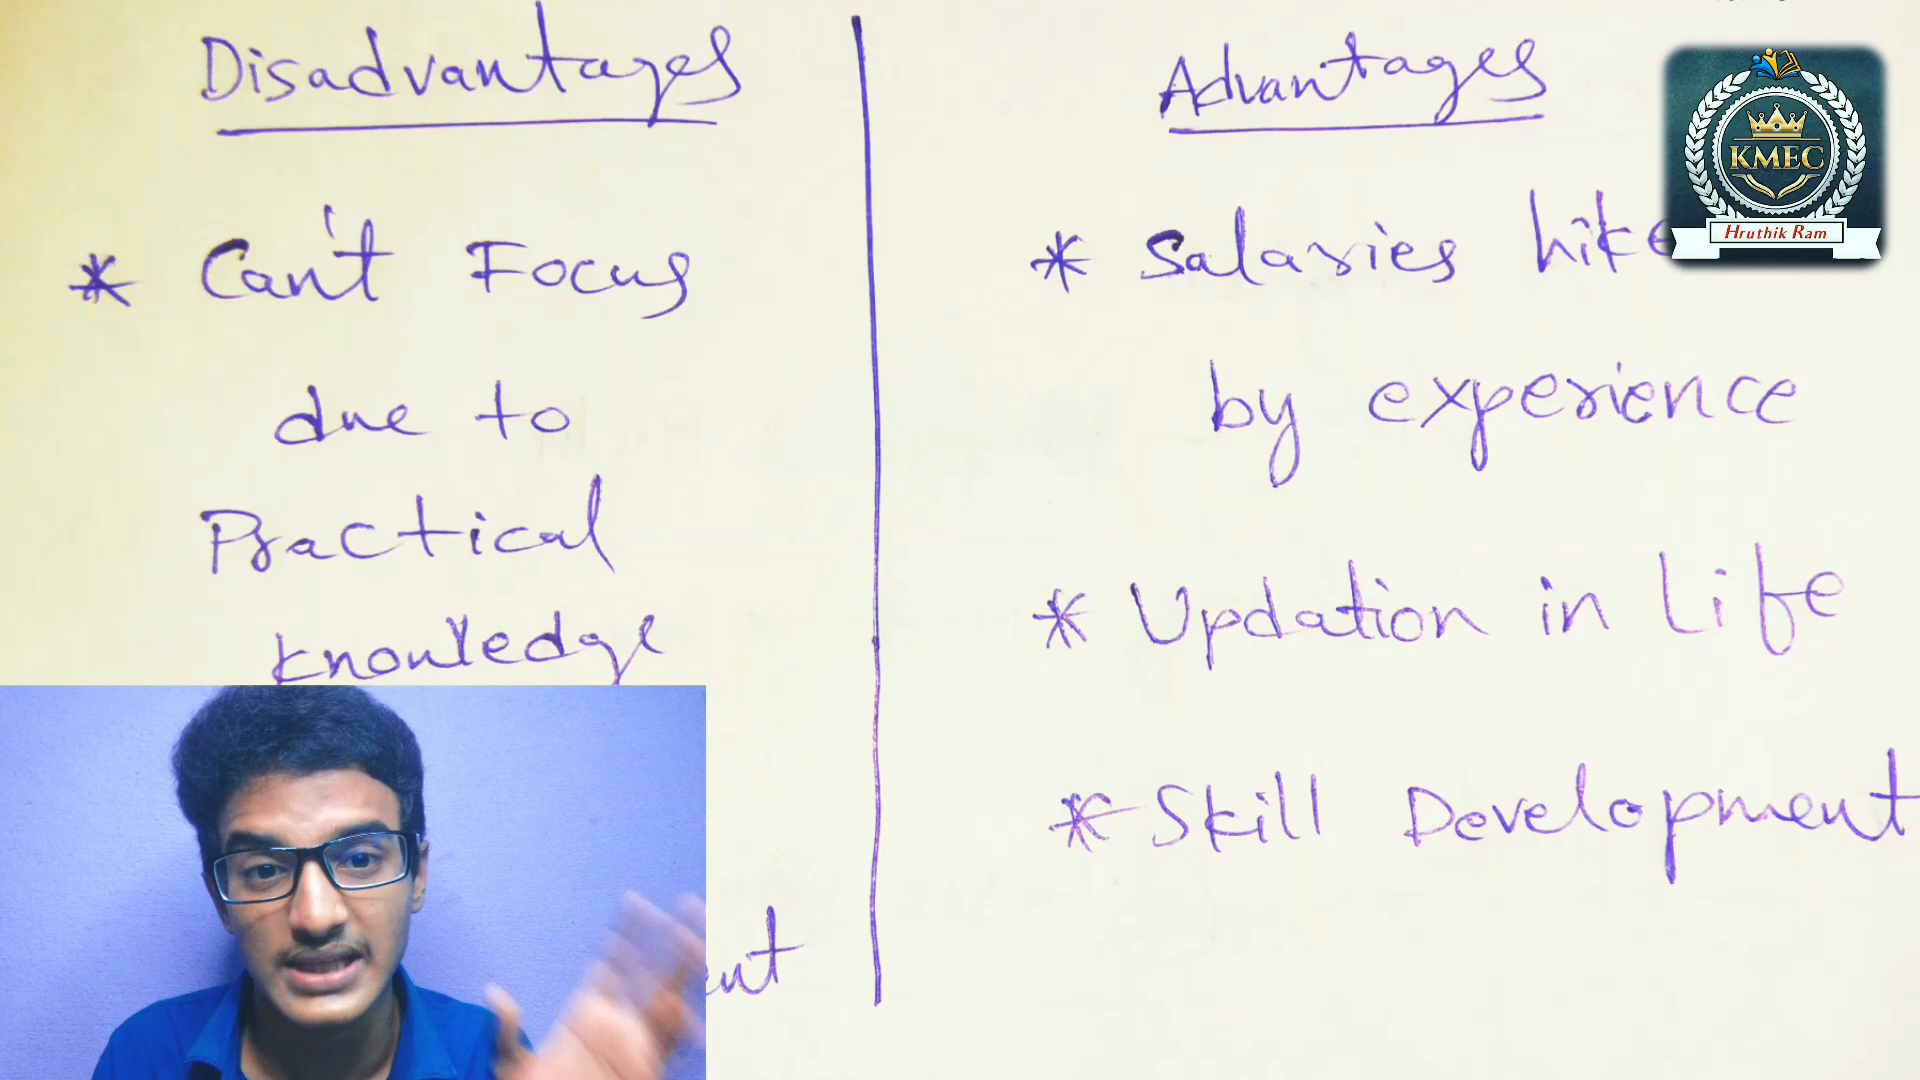 Disadvantages
* Can't Focus
due to
Practical
knowledge
Advantages
* Salaries hike
by experience
* Updation in Life
* Skill Development
KMEC
Hruthik Ram